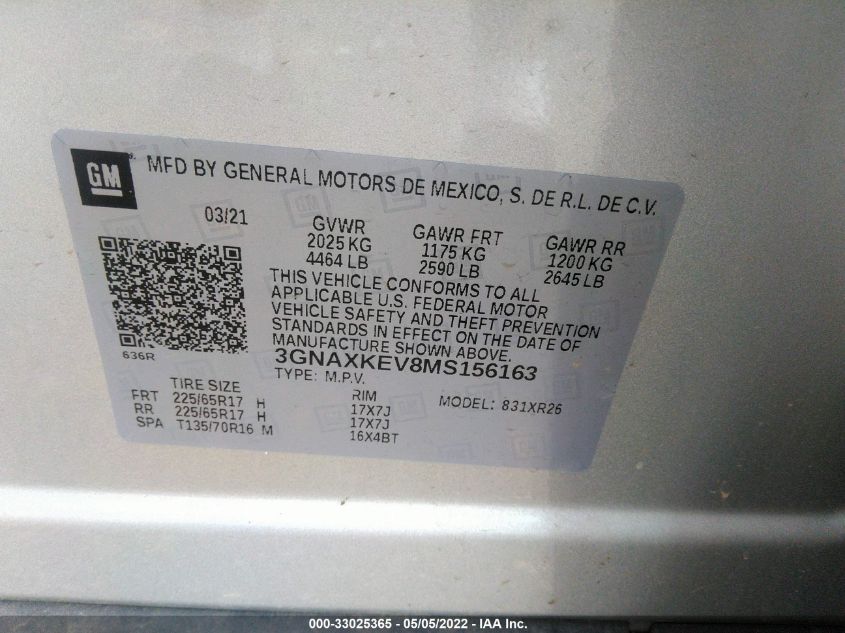 GM
MFD BY GENERAL MOTORS DE MEXICO, S. DE R.L. DE C.V.
03/21
GVWR
2025 KG
4464 LB
GAWR FRT
1175 KG
2590 LB
GAWR RR
1200 KG
2645 LB
THIS VEHICLE CONFORMS TO ALL
APPLICABLE U.S. FEDERAL MOTOR
VEHICLE SAFETY AND THEFT PREVENTION
STANDARDS IN EFFECT ON THE DATE OF
MANUFACTURE SHOWN ABOVE.
636R
3GNAXKEV8MS156163
TYPE: M.P.V.
MODEL: 831XR26
TIRE SIZE
RIM
FRT 225/65R17 H 17X7J
RR 225/65R17 H 17X7J
SPA T135/70R16 M 16X4BT
000-33025365 - 05/05/2022 - IAA Inc.